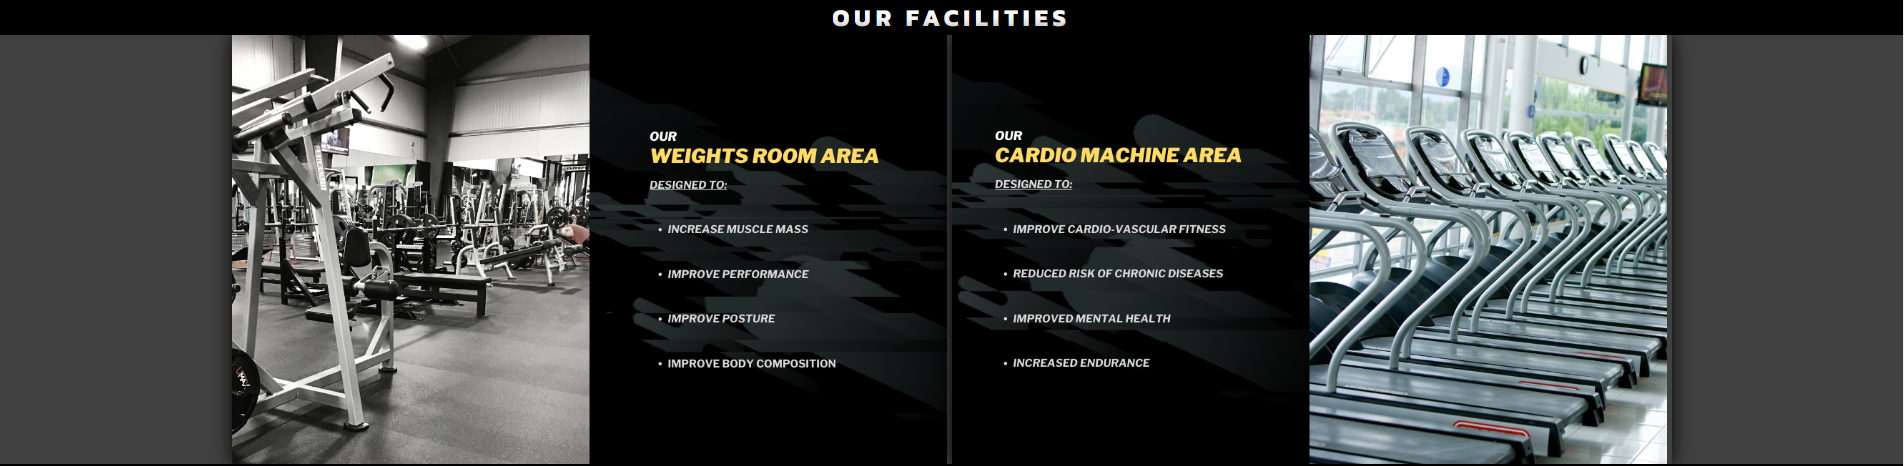 OUR FACILITIES
OUR
WEIGHTS ROOM AREA
DESIGNED TO:
• INCREASE MUSCLE MASS
• IMPROVE PERFORMANCE
• IMPROVE POSTURE
• IMPROVE BODY COMPOSITION
OUR
CARDIO MACHINE AREA
DESIGNED TO:
• IMPROVE CARDIO-VASCULAR FITNESS
• REDUCED RISK OF CHRONIC DISEASES
• IMPROVED MENTAL HEALTH
• INCREASED ENDURANCE